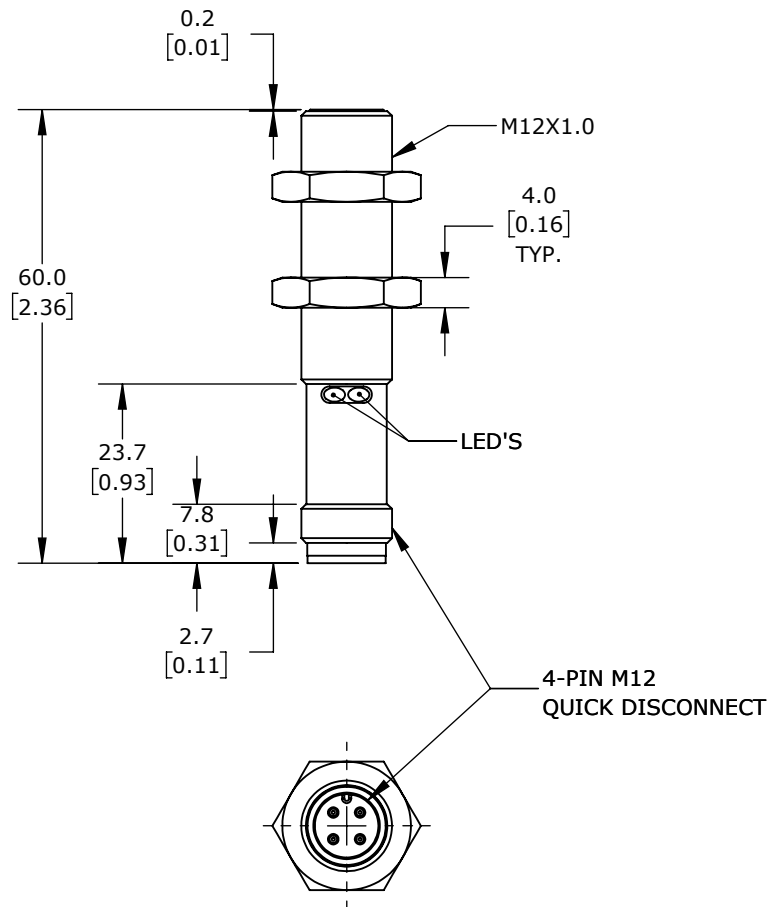 0.2
[0.01]
M12X1.0
4.0
[0.16]
TYP.
60.0
[2.36]
LED'S
23.7
[0.93]
7.8
[0.31]
2.7
[0.11]
4-PIN M12
QUICK DISCONNECT